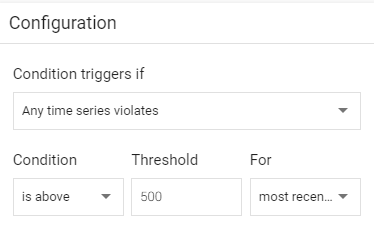 Configuration
Condition triggers if
Any time series violates
Condition Threshold For
is above 500 most recen...